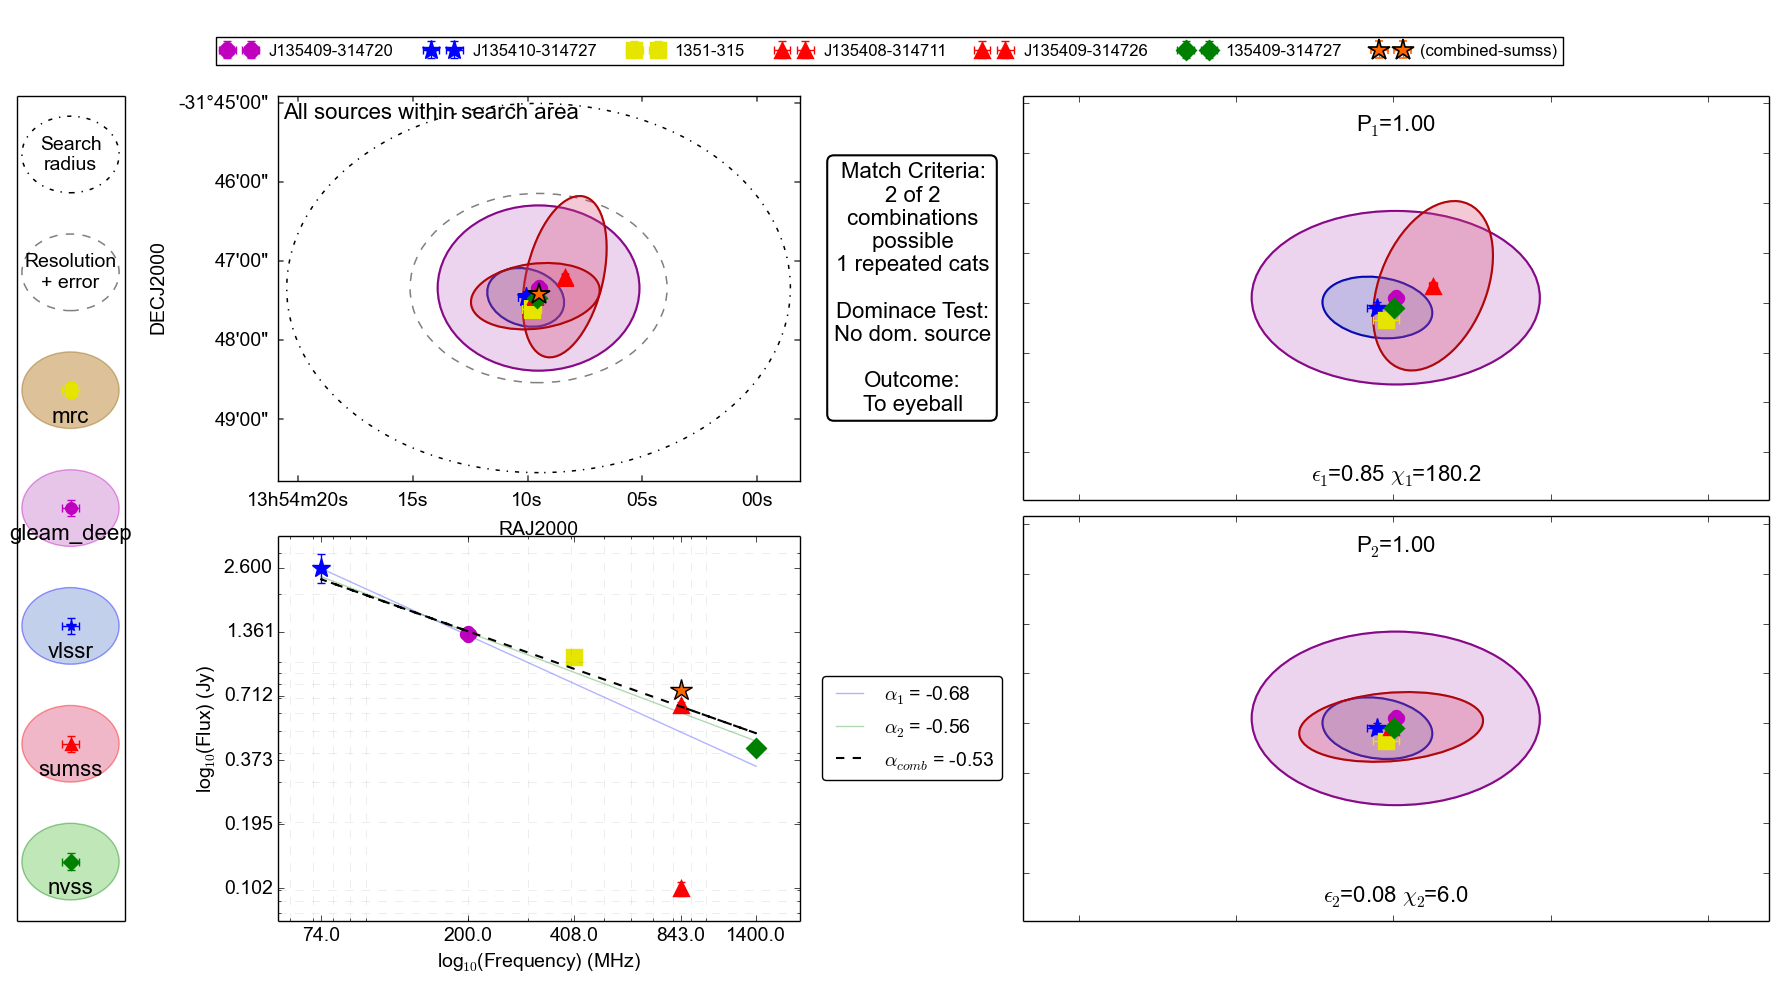 J135409-314720 J135410-314727 1351-315 J135408-314711 J135409-314726 135409-314727 (combined-sumss)
Search
radius
Resolution
+ error
mrc
gleam_deep
vlssr
sumss
nvss
All sources within search area
DECJ2000
-31°45'00"
46'00"
47'00"
48'00"
49'00"
13h54m20s 15s 10s 05s 00s
RAJ2000
Match Criteria:
2 of 2
combinations
possible
1 repeated cats
Dominace Test:
No dom. source
Outcome:
To eyeball
P₁=1.00
ϵ₁=0.85 χ₁=180.2
log₁₀(Flux) (Jy)
2.600
1.361
0.712
0.373
0.195
0.102
74.0 200.0 408.0 843.0 1400.0
log₁₀(Frequency) (MHz)
α₁ = -0.68
α₂ = -0.56
α_comb = -0.53
P₂=1.00
ϵ₂=0.08 χ₂=6.0